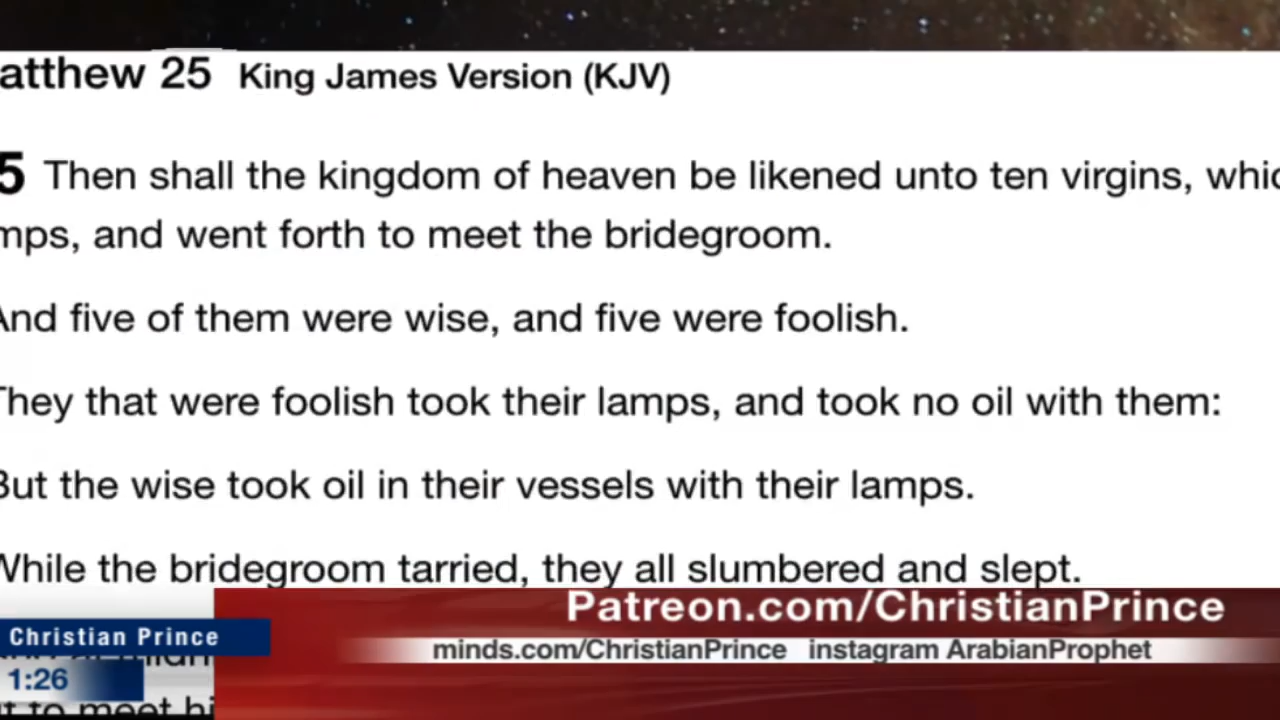 atthew 25 King James Version (KJV)
5 Then shall the kingdom of heaven be likened unto ten virgins,
mps, and went forth to meet the bridegroom.
And five of them were wise, and five were foolish.
They that were foolish took their lamps, and took no oil with them:
But the wise took oil in their vessels with their lamps.
While the bridegroom tarried, they all slumbered and slept.
Patreon.com/ChristianPrince
Christian Prince
minds.com/ChristianPrince instagram ArabianProphet
1:26
to meet hi